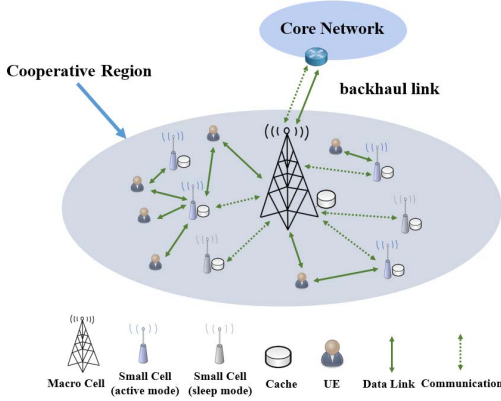 Core Network
Cooperative Region
backhaul link
Macro Cell
Small Cell
(active mode)
Small Cell
(sleep mode)
Cache
UE
Data Link
Communication